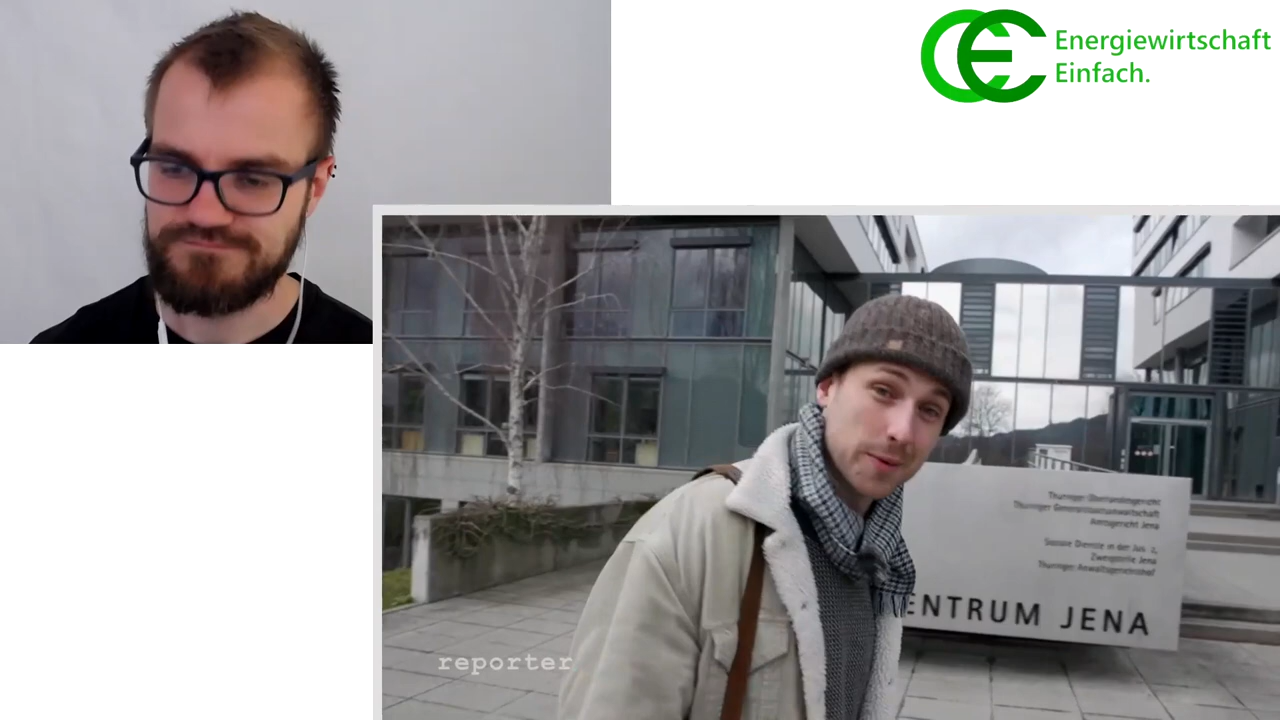 Energiewirtschaft
Einfach.
Thüringer Oberlandesgericht
Thüringer Generalstaatsanwaltschaft
Amtsgericht Jena
Soziale Dienste in der Jus
Zweigstelle Jena
Thüringer Anwaltsgerichtshof
ENTRUM JENA
reporter